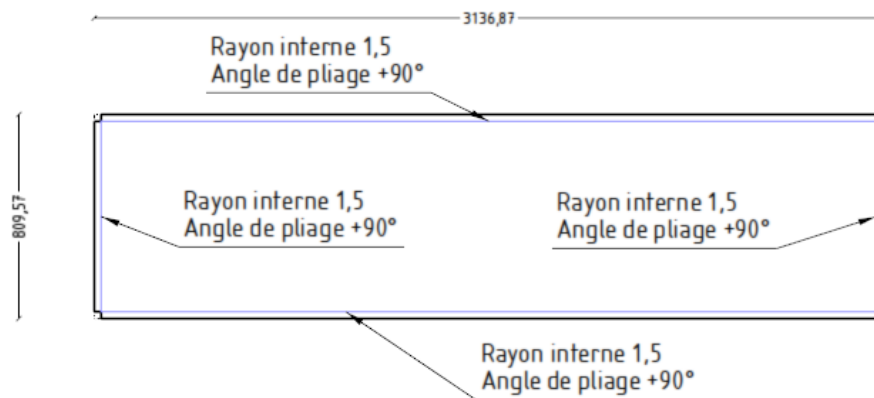 3136,87
Rayon interne 1,5
Angle de pliage +90°
809,57
Rayon interne 1,5
Angle de pliage +90°
Rayon interne 1,5
Angle de pliage +90°
Rayon interne 1,5
Angle de pliage +90°